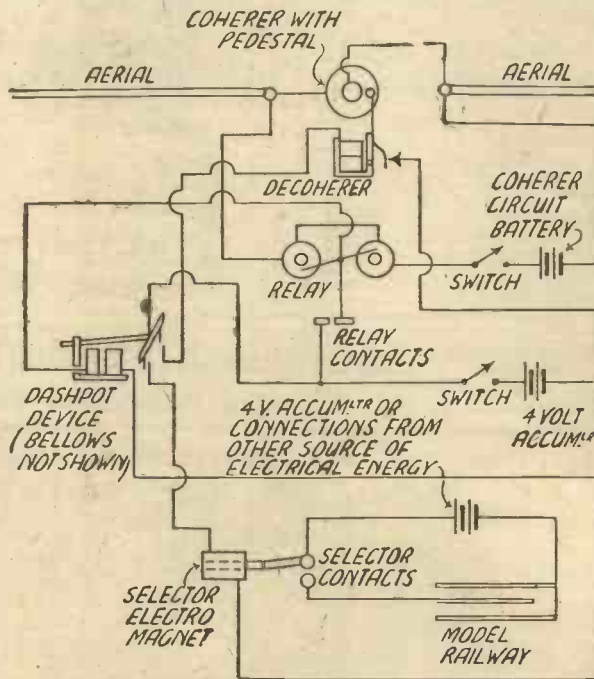 COHERER WITH
PEDESTAL
AERIAL
AERIAL
DECOHERER
COHERER
CIRCUIT
BATTERY
RELAY
SWITCH
RELAY
CONTACTS
DASHPOT
DEVICE
(BELLOWS
NOT SHOWN)
SWITCH
4 VOLT
ACCUMLR
4 V. ACCUMLTR OR
CONNECTIONS FROM
OTHER SOURCE OF
ELECTRICAL ENERGY
SELECTOR
CONTACTS
SELECTOR
ELECTRO
MAGNET
MODEL
RAILWAY